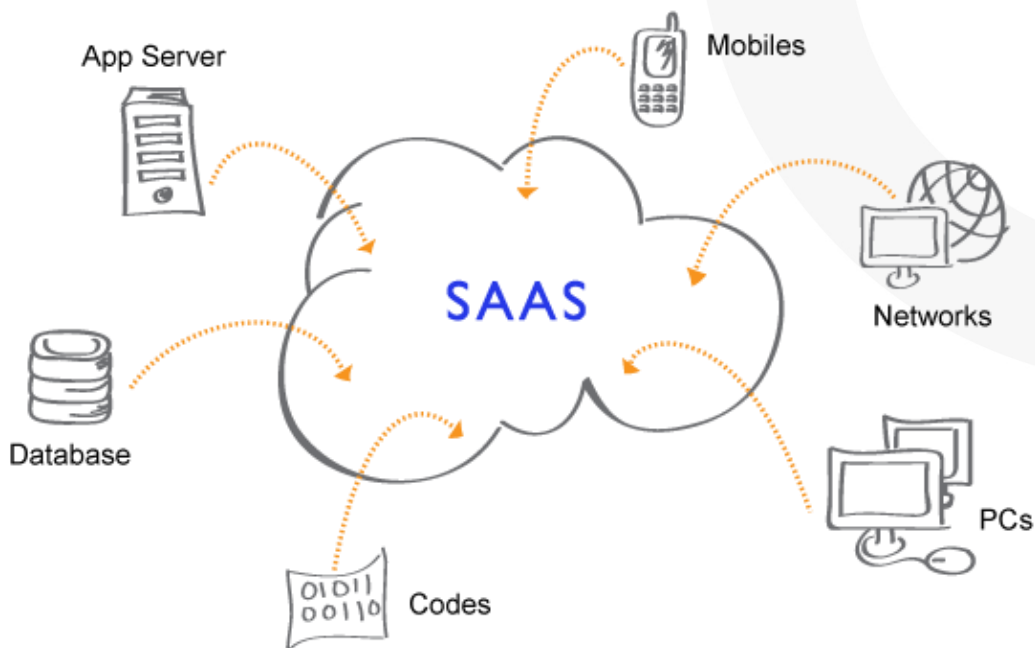 App Server
Mobiles
SAAS
Networks
Database
PCs
01011
00110
Codes